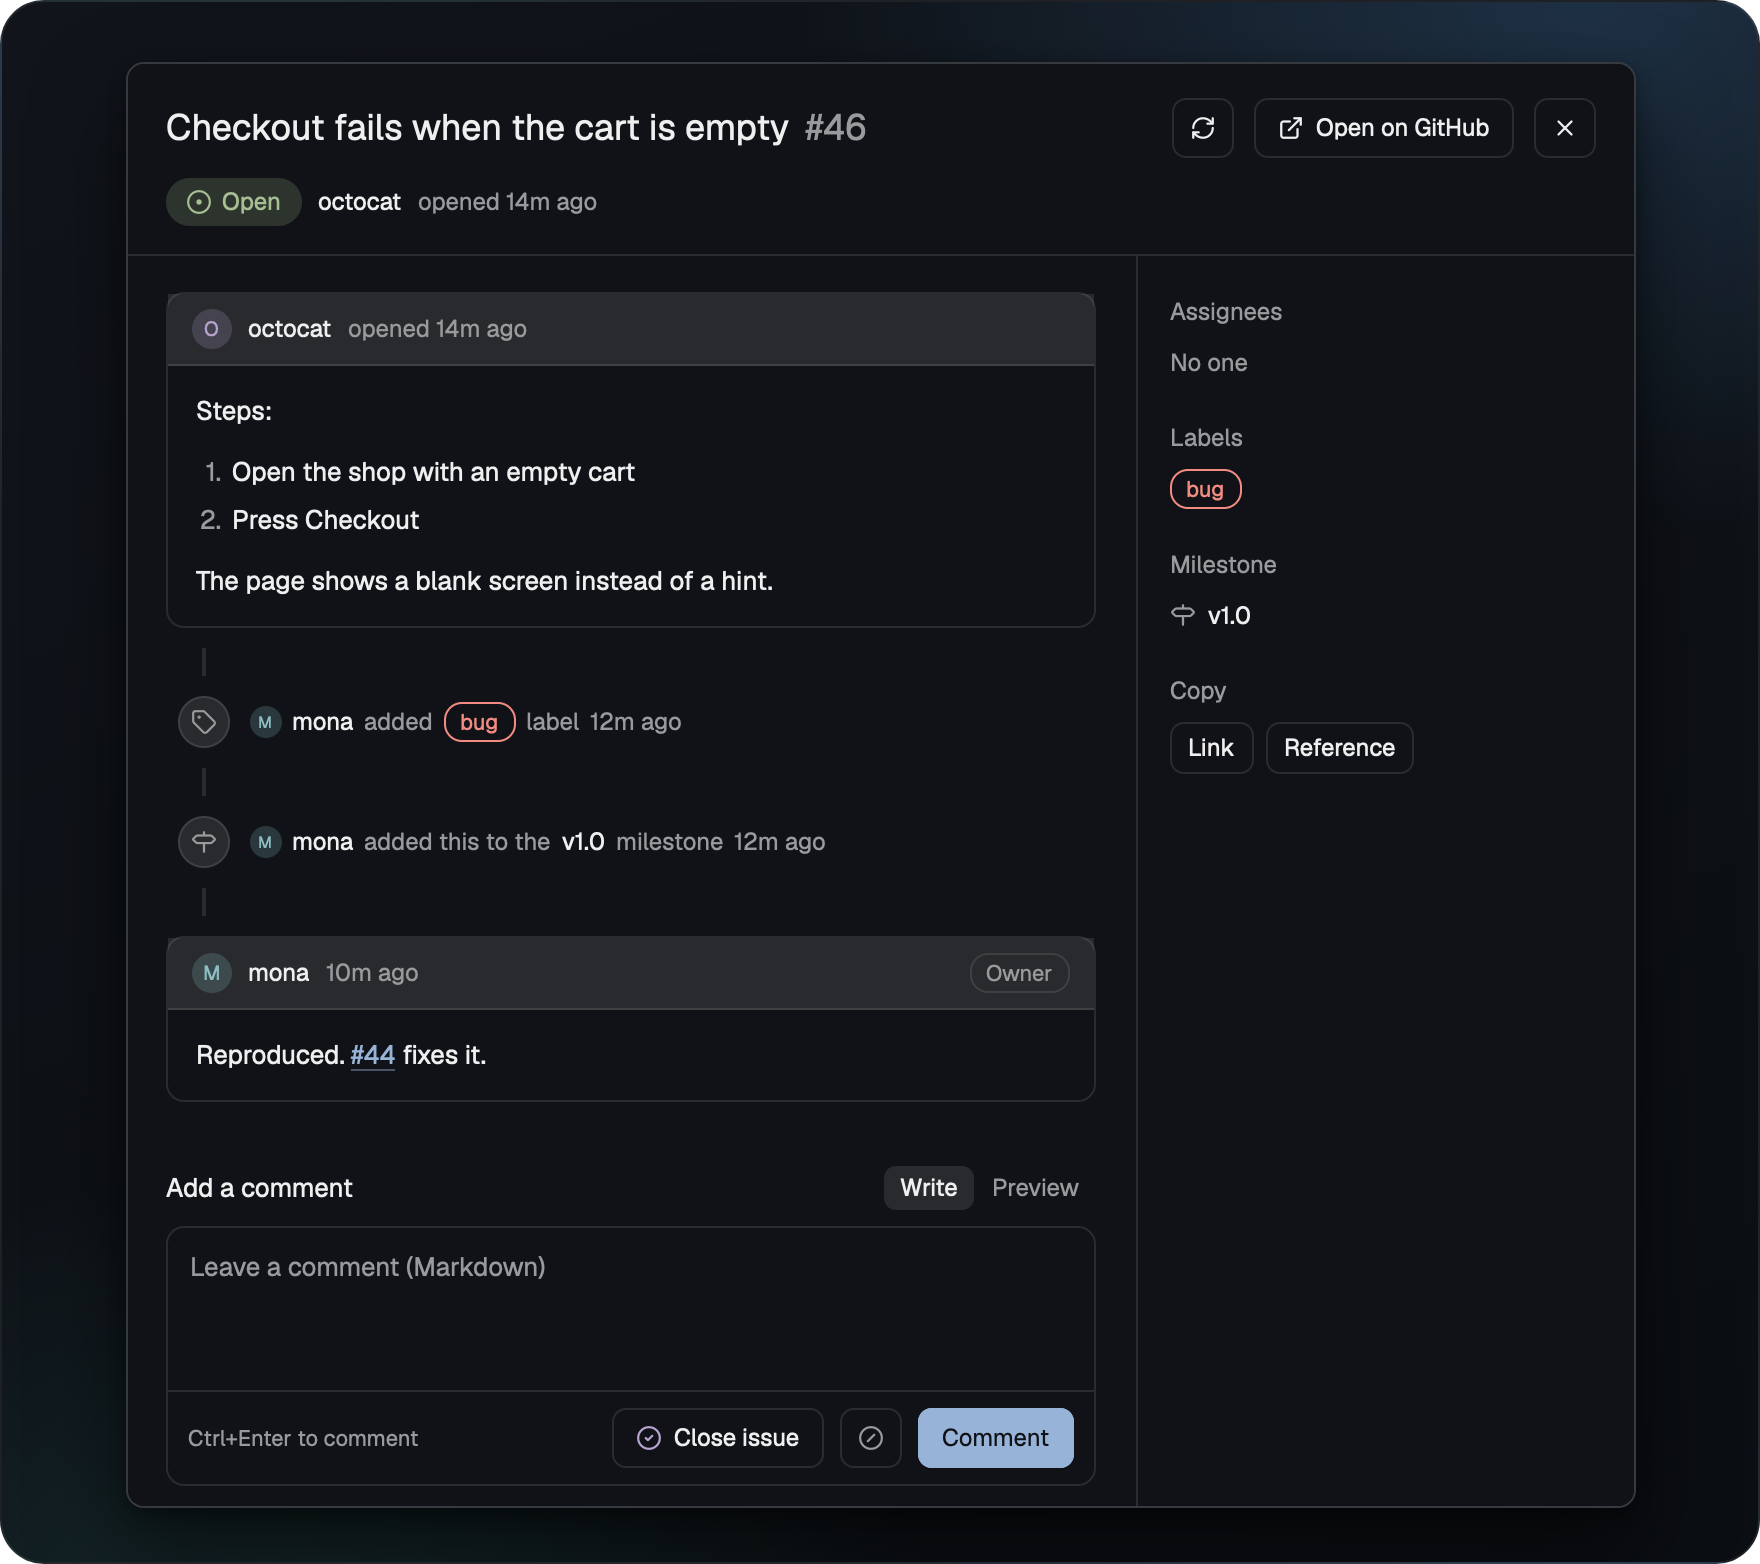 Checkout fails when the cart is empty #46
Open on GitHub
Open octocat opened 14m ago
O octocat opened 14m ago
Steps:
1. Open the shop with an empty cart
2. Press Checkout
The page shows a blank screen instead of a hint.
M mona added bug label 12m ago
M mona added this to the v1.0 milestone 12m ago
M mona 10m ago Owner
Reproduced. #44 fixes it.
Add a comment
Write Preview
Leave a comment (Markdown)
Ctrl+Enter to comment
Close issue
Comment
Assignees
No one
Labels
bug
Milestone
v1.0
Copy
Link Reference